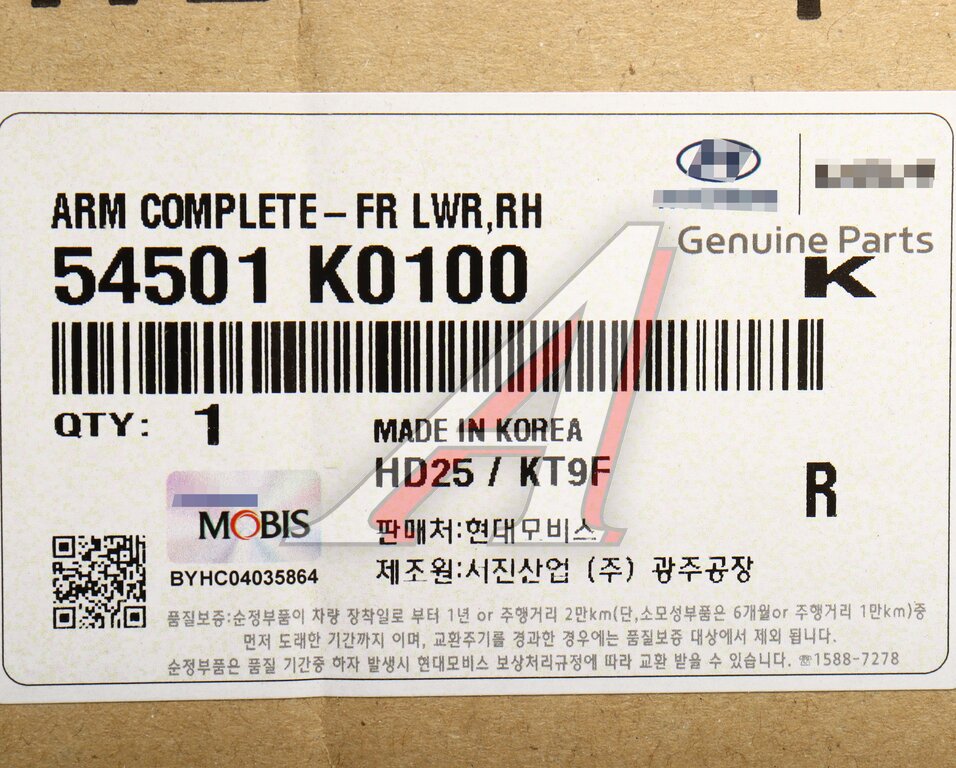 Genuine Parts
ARM COMPLETE-FR LWR,RH
54501 K0100
K
QTY: 1
MADE IN KOREA
HD25 / KT9F
R
MOBIS
BYHC04035864
판매처:현대모비스
제조원:서진산업 (주) 광주공장
품질보증:순정부품이 차량 장착일로 부터 1년 or 주행거리 2만km(단,소모성부품은 6개월or 주행거리 1만km)중
먼저 도래한 기간까지 이며, 교환주기를 경과한 경우에는 품질보증 대상에서 제외 됩니다.
순정부품은 품질 기간중 하자 발생시 현대모비스 보상처리규정에 따라 교환 받을 수 있습니다. ☏1588-7278